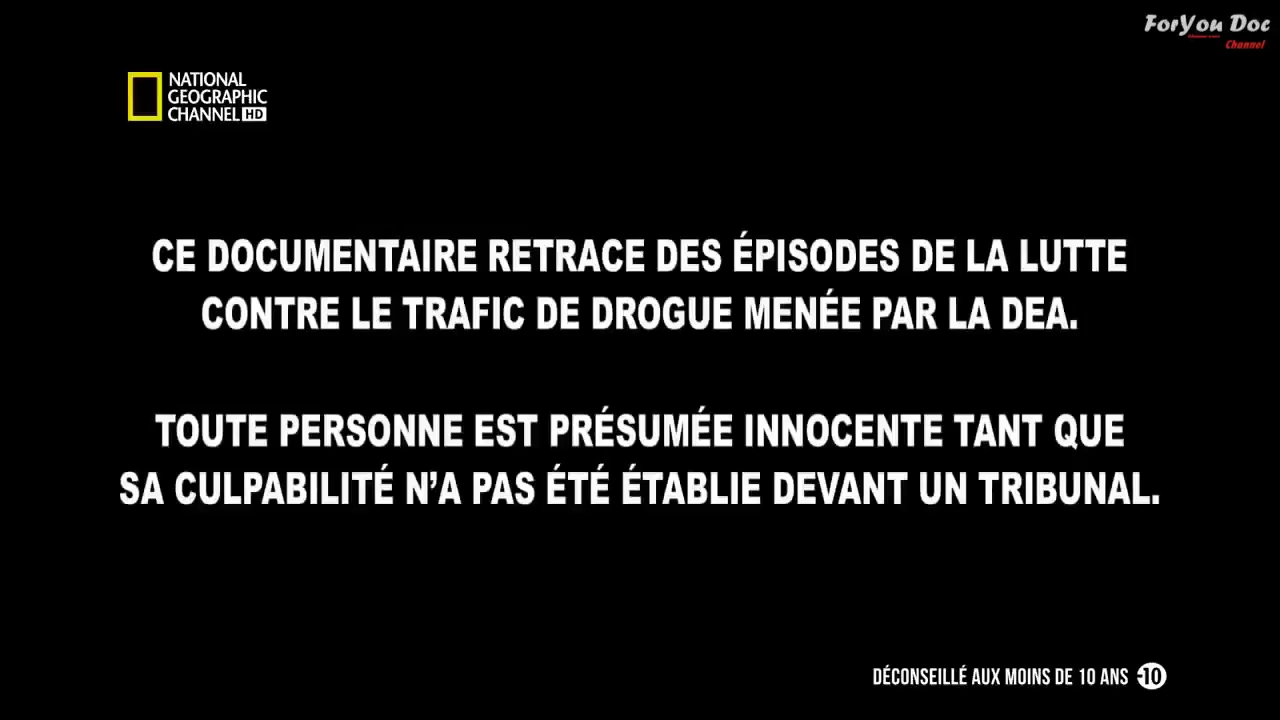 ForYou Doc
Channel
NATIONAL
GEOGRAPHIC
CHANNEL HD
CE DOCUMENTAIRE RETRACE DES ÉPISODES DE LA LUTTE
CONTRE LE TRAFIC DE DROGUE MENÉE PAR LA DEA.
TOUTE PERSONNE EST PRÉSUMÉE INNOCENTE TANT QUE
SA CULPABILITÉ N'A PAS ÉTÉ ÉTABLIE DEVANT UN TRIBUNAL.
DÉCONSEILLÉ AUX MOINS DE 10 ANS -10